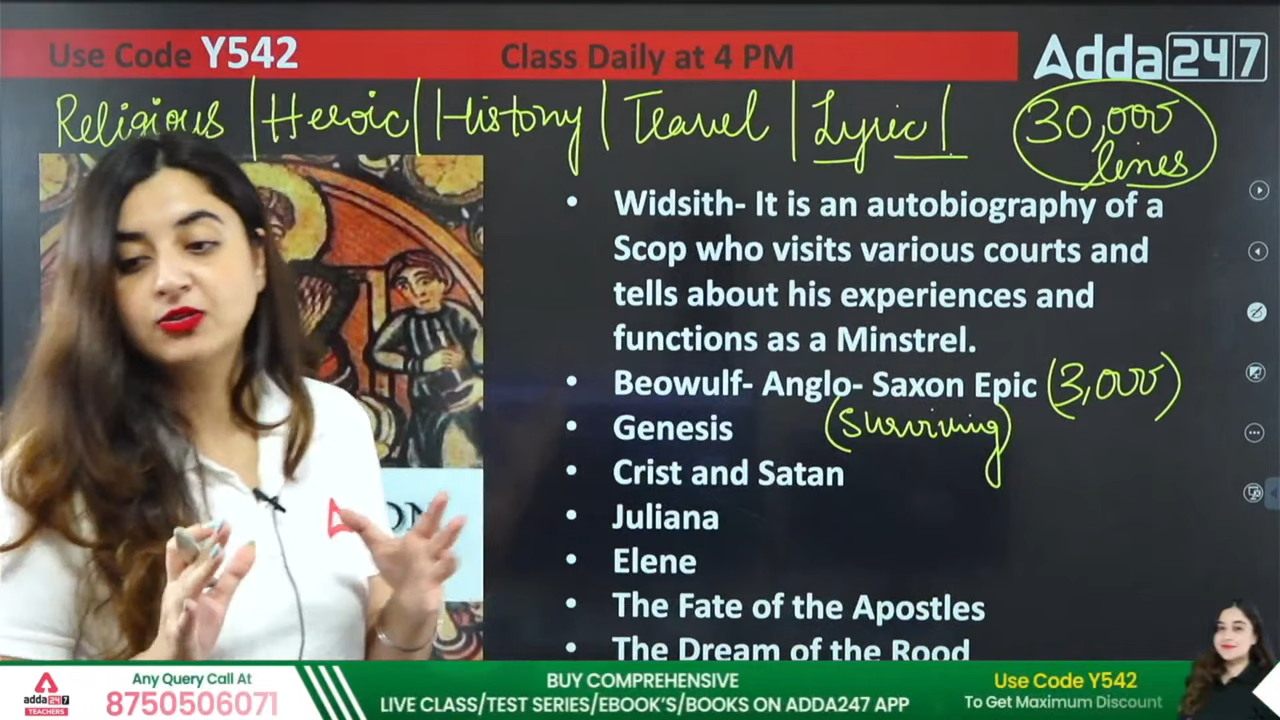 Use Code Y542
Class Daily at 4 PM
Adda247
Religious | Heroic | History | Travel | Lyric |
30,000
lines
• Widsith- It is an autobiography of a
Scop who visits various courts and
tells about his experiences and
functions as a Minstrel.
• Beowulf- Anglo- Saxon Epic (3,000)
(surviving)
• Genesis
• Crist and Satan
• Juliana
• Elene
• The Fate of the Apostles
• The Dream of the Rood
adda247
TEACHERS
Any Query Call At
8750506071
BUY COMPREHENSIVE
LIVE CLASS/TEST SERIES/EBOOK'S/BOOKS ON ADDA247 APP
Use Code Y542
To Get Maximum Discount